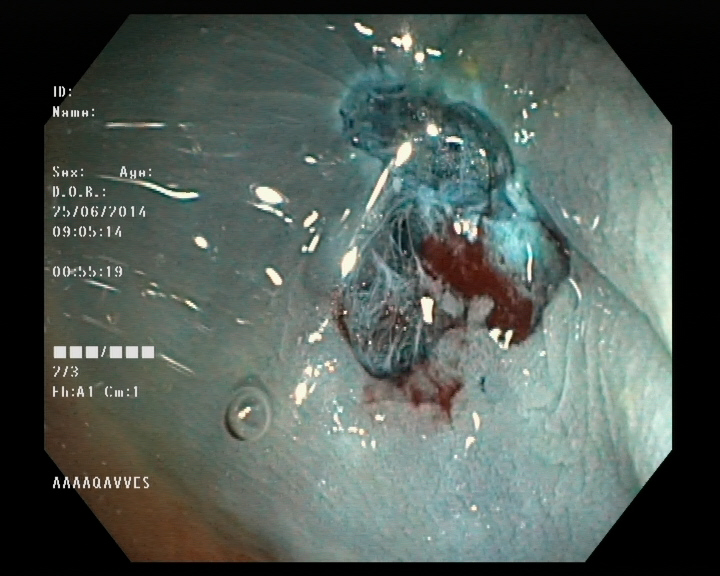 ID:
Name:
Sex: Age:
D.O.B.:
25/06/2014
09:05:14
00:55:19
■■■/■■■
2/3
Eh:A1 Cm:1